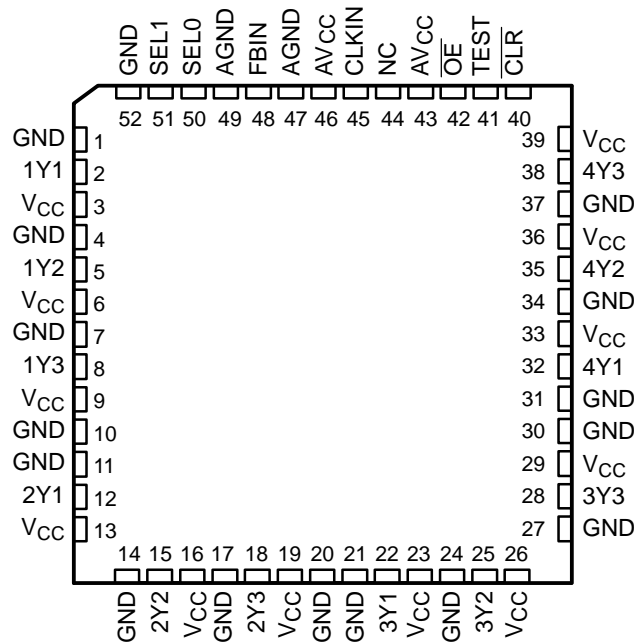 GND SEL1 SEL0 AGND FBIN AGND AVCC CLKIN NC AVCC OE TEST CLR
52 51 50 49 48 47 46 45 44 43 42 41 40
GND 1 39 VCC
1Y1 2 38 4Y3
VCC 3 37 GND
GND 4 36 VCC
1Y2 5 35 4Y2
VCC 6 34 GND
GND 7 33 VCC
1Y3 8 32 4Y1
VCC 9 31 GND
GND 10 30 GND
GND 11 29 VCC
2Y1 12 28 3Y3
VCC 13 27 GND
14 15 16 17 18 19 20 21 22 23 24 25 26
GND 2Y2 VCC GND 2Y3 VCC GND GND 3Y1 VCC GND 3Y2 VCC